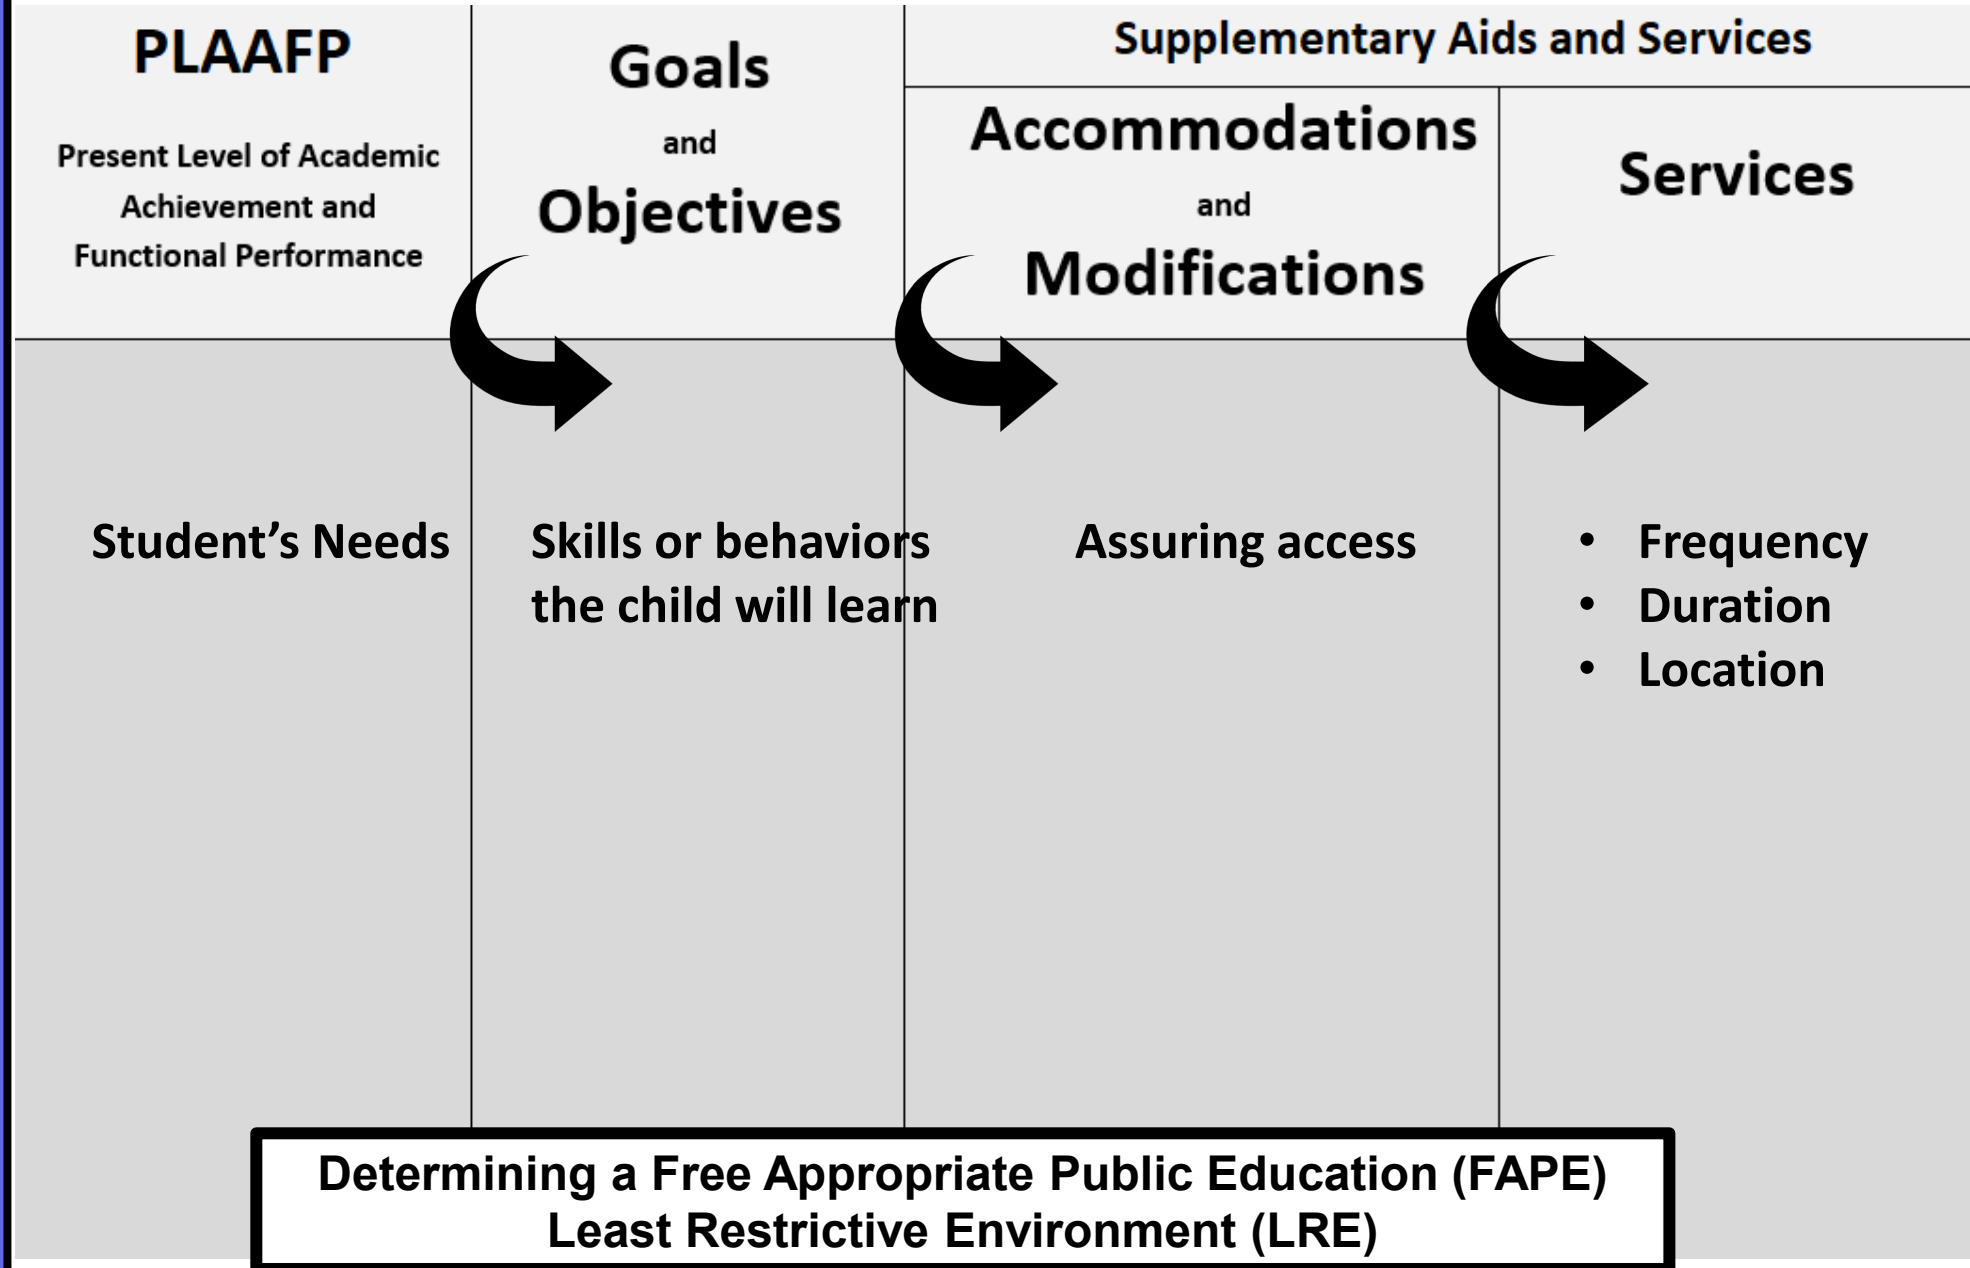 PLAAFP
Present Level of Academic
Achievement and
Functional Performance
Goals
and
Objectives
Supplementary Aids and Services
Accommodations
and
Modifications
Services
Student’s Needs
Skills or behaviors
the child will learn
Assuring access
• Frequency
• Duration
• Location
Determining a Free Appropriate Public Education (FAPE)
Least Restrictive Environment (LRE)